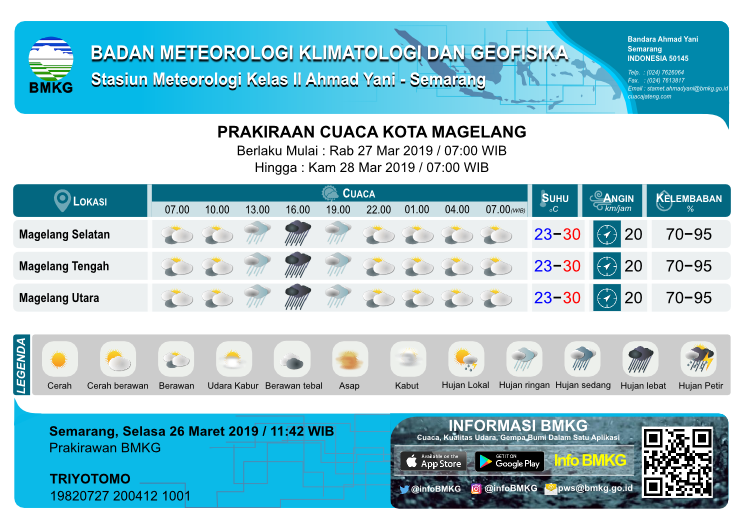 BMKG
BADAN METEOROLOGI KLIMATOLOGI DAN GEOFISIKA
Stasiun Meteorologi Kelas II Ahmad Yani - Semarang
Bandara Ahmad Yani
Semarang
INDONESIA 50145
Telp. : (024) 7626064
Fax. : (024) 7613817
Email : stamet.ahmadyani@bmkg.go.id
cuacajateng.com
PRAKIRAAN CUACA KOTA MAGELANG
Berlaku Mulai : Rab 27 Mar 2019 / 07:00 WIB
Hingga : Kam 28 Mar 2019 / 07:00 WIB
LOKASI
CUACA
07.00 10.00 13.00 16.00 19.00 22.00 01.00 04.00 07.00 (WIB)
SUHU °C
ANGIN km/jam
KELEMBABAN %
Magelang Selatan 23-30 20 70-95
Magelang Tengah 23-30 20 70-95
Magelang Utara 23-30 20 70-95
LEGENDA
Cerah Cerah berawan Berawan Udara Kabur Berawan tebal Asap Kabut Hujan Lokal Hujan ringan Hujan sedang Hujan lebat Hujan Petir
Semarang, Selasa 26 Maret 2019 / 11:42 WIB
Prakirawan BMKG
TRIYOTOMO
19820727 200412 1001
INFORMASI BMKG
Cuaca, Kualitas Udara, Gempa Bumi Dalam Satu Aplikasi
Available on the App Store
GET IT ON Google Play
Info BMKG
@infoBMKG @infoBMKG pws@bmkg.go.id